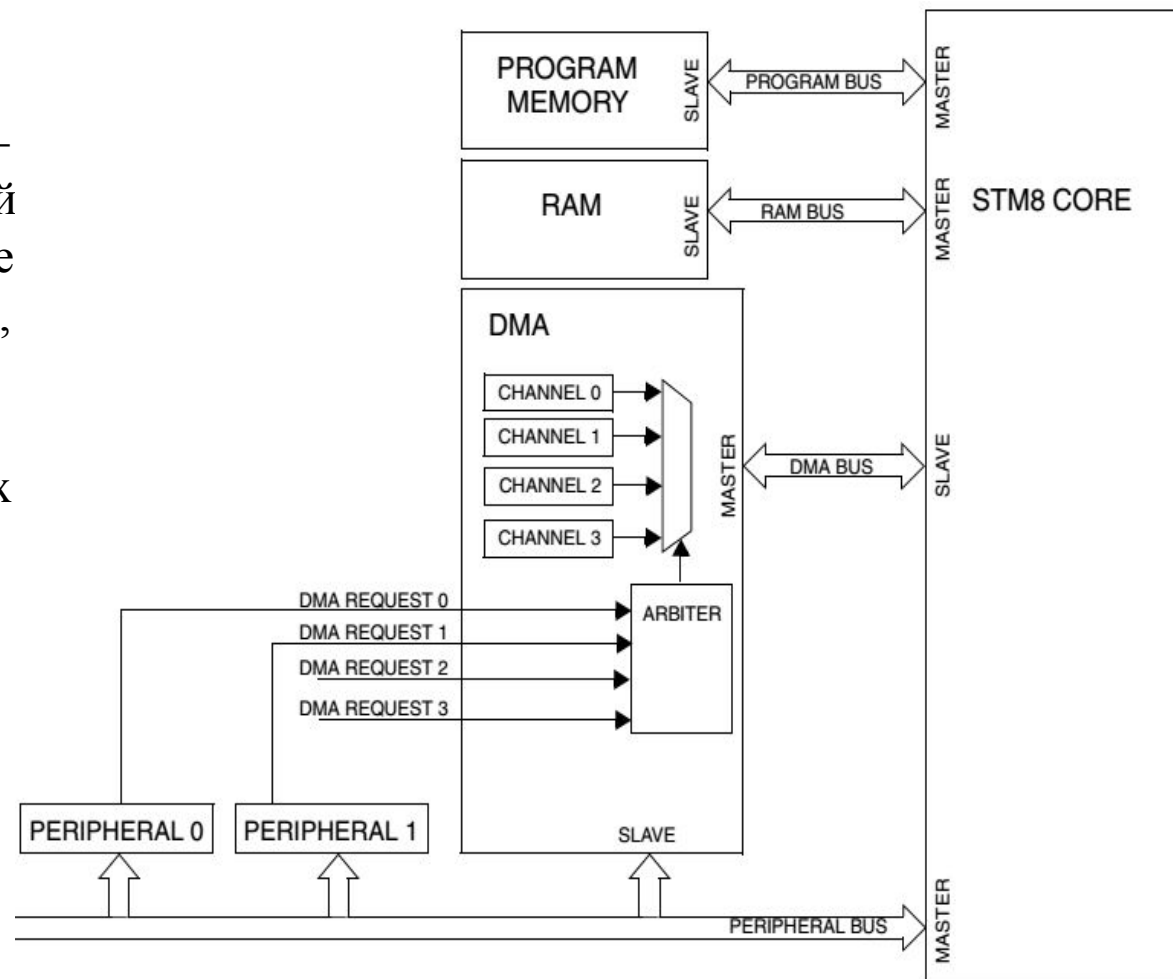 –
й
е
,
х
PROGRAM
MEMORY
SLAVE
PROGRAM BUS
MASTER
RAM
SLAVE
RAM BUS
MASTER
STM8 CORE
DMA
CHANNEL 0
CHANNEL 1
CHANNEL 2
CHANNEL 3
MASTER
DMA BUS
SLAVE
DMA REQUEST 0
DMA REQUEST 1
DMA REQUEST 2
DMA REQUEST 3
ARBITER
PERIPHERAL 0
PERIPHERAL 1
SLAVE
PERIPHERAL BUS
MASTER